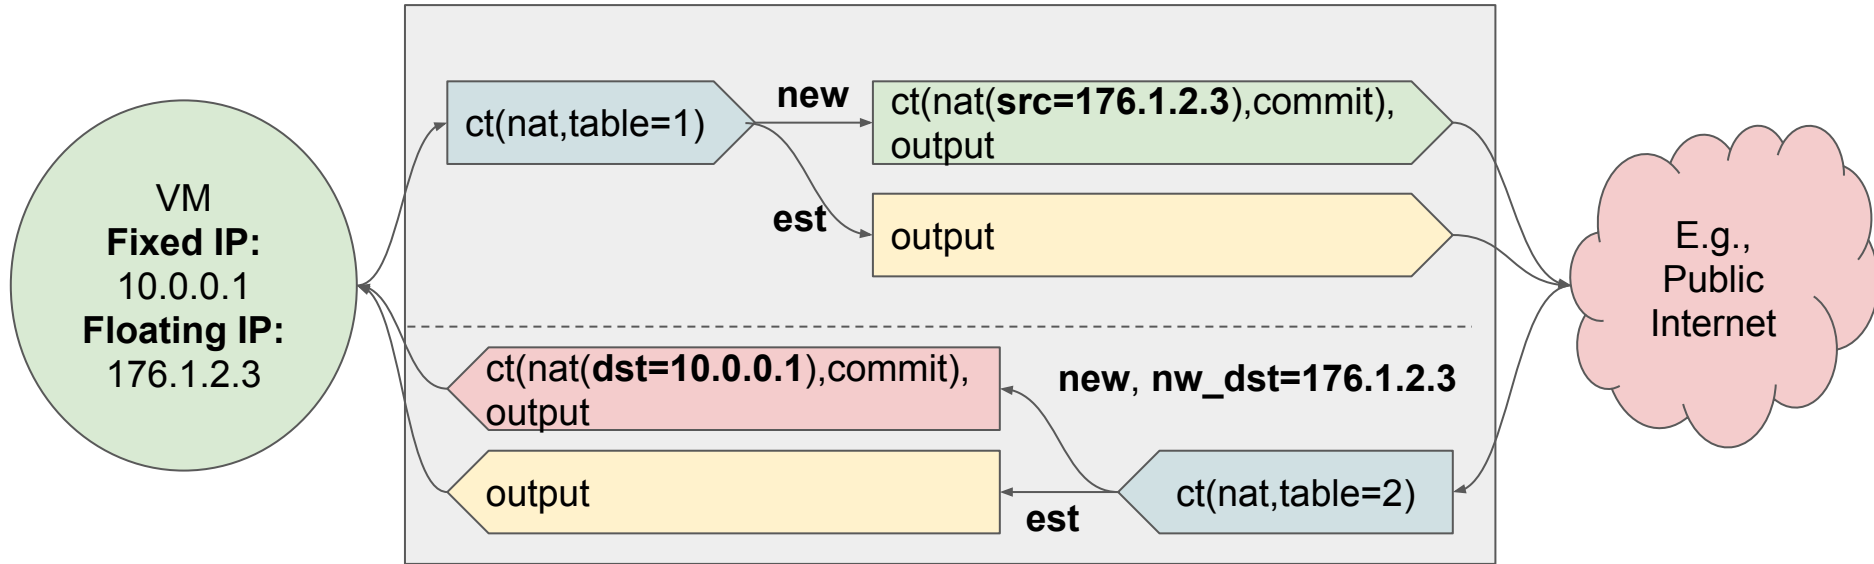 VM
Fixed IP:
10.0.0.1
Floating IP:
176.1.2.3
ct(nat,table=1)
new
ct(nat(src=176.1.2.3),commit),
output
est
output
ct(nat(dst=10.0.0.1),commit),
output
new, nw_dst=176.1.2.3
output
est
ct(nat,table=2)
E.g.,
Public
Internet